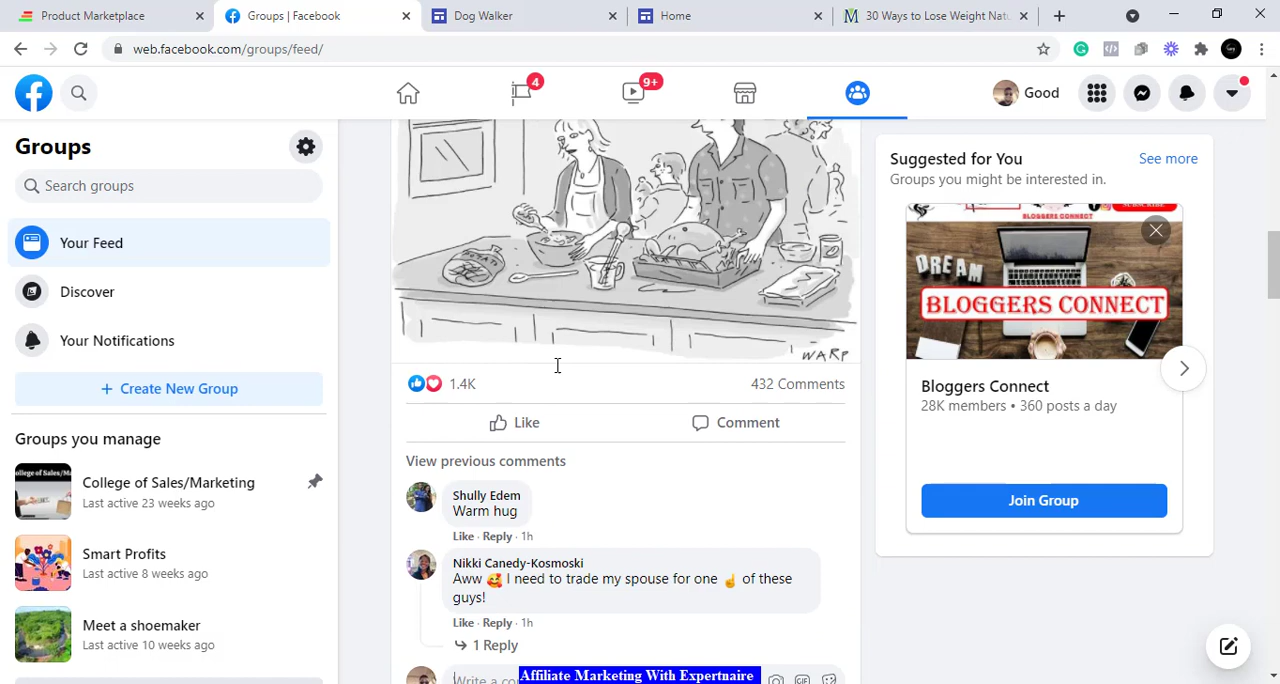 Product Marketplace
Groups | Facebook
Dog Walker
Home
30 Ways to Lose Weight Natu
web.facebook.com/groups/feed/
4
9+
Good
Groups
Search groups
Your Feed
Discover
Your Notifications
+ Create New Group
Groups you manage
College of Sales/Marketing
Last active 23 weeks ago
Smart Profits
Last active 8 weeks ago
Meet a shoemaker
Last active 10 weeks ago
WARP
1.4K
432 Comments
Like
Comment
View previous comments
Shully Edem
Warm hug
Like · Reply · 1h
Nikki Canedy-Kosmoski
Aww 🥰 I need to trade my spouse for one ☝ of these
guys!
Like · Reply · 1h
1 Reply
Write a co
Affiliate Marketing With Expertnaire
Suggested for You
See more
Groups you might be interested in.
DREAM
BLOGGERS CONNECT
Bloggers Connect
28K members • 360 posts a day
Join Group